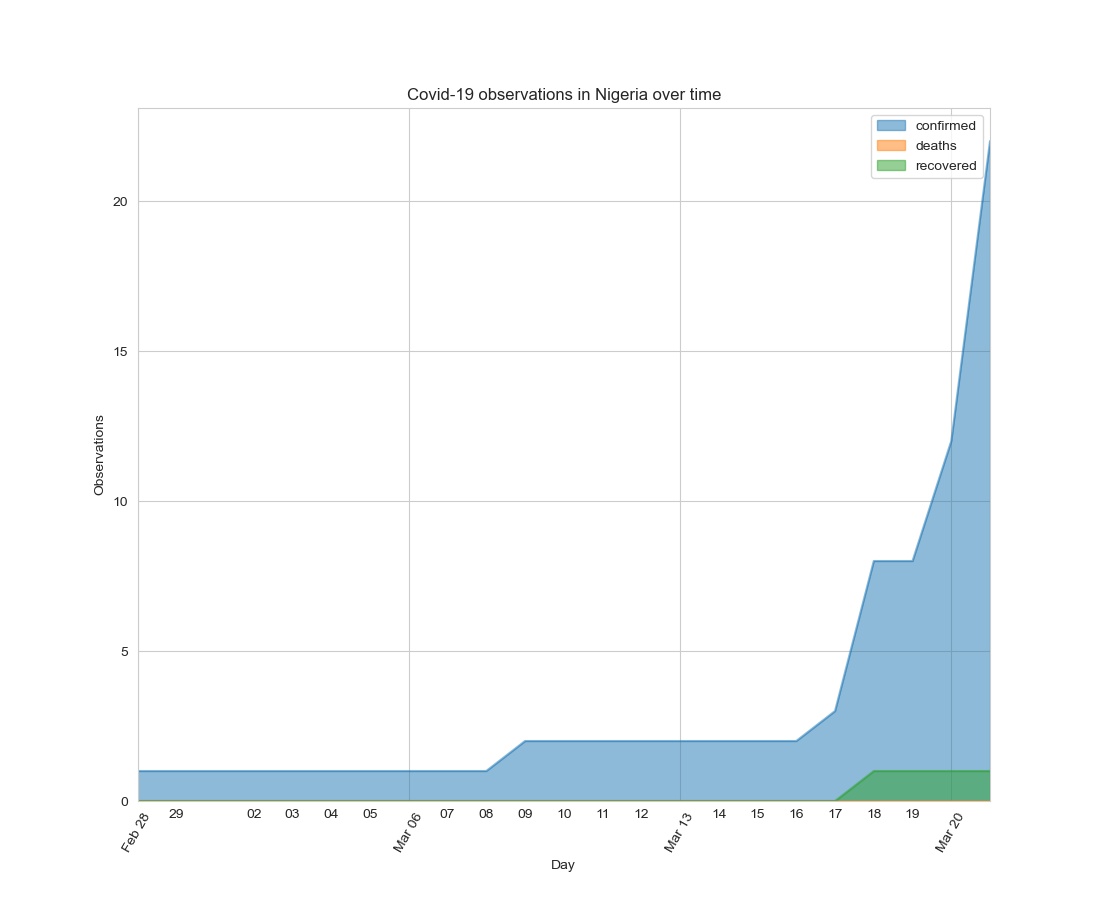 Covid-19 observations in Nigeria over time
confirmed
deaths
recovered
20
15
10
5
0
Observations
Feb 28 29 02 03 04 05 Mar 06 07 08 09 10 11 12 Mar 13 14 15 16 17 18 19 Mar 20
Day